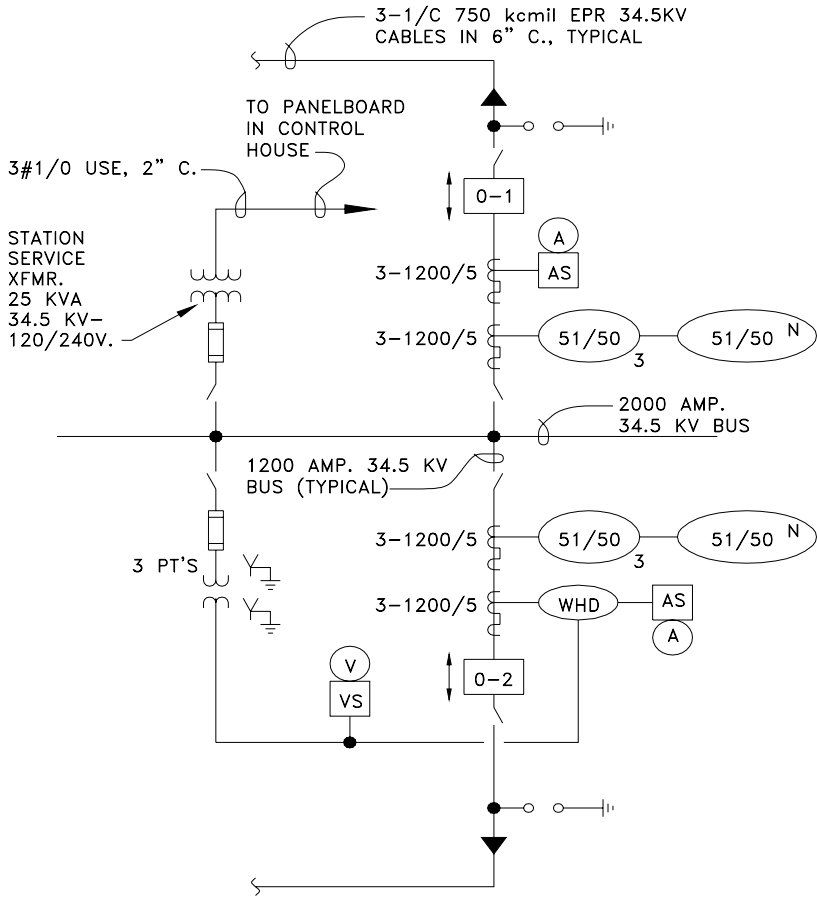 3-1/C 750 kcmil EPR 34.5KV
CABLES IN 6" C., TYPICAL
TO PANELBOARD
IN CONTROL
HOUSE
3#1/0 USE, 2" C.
0-1
STATION
SERVICE
XFMR.
25 KVA
34.5 KV-
120/240V.
A
3-1200/5
AS
3-1200/5
51/50
3
51/50 N
2000 AMP.
34.5 KV BUS
1200 AMP. 34.5 KV
BUS (TYPICAL)
3-1200/5
51/50
3
51/50 N
3 PT'S
3-1200/5
WHD
AS
A
V
VS
0-2